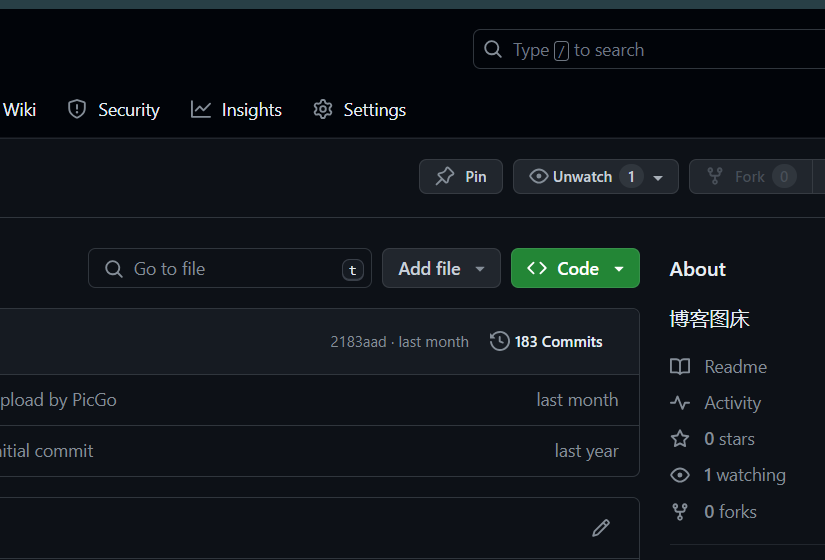 Type / to search
Wiki Security Insights Settings
Pin Unwatch 1 Fork 0
Go to file t Add file Code About
博客图床
2183aad · last month 183 Commits
Readme
pload by PicGo last month
Activity
0 stars
itial commit last year
1 watching
0 forks